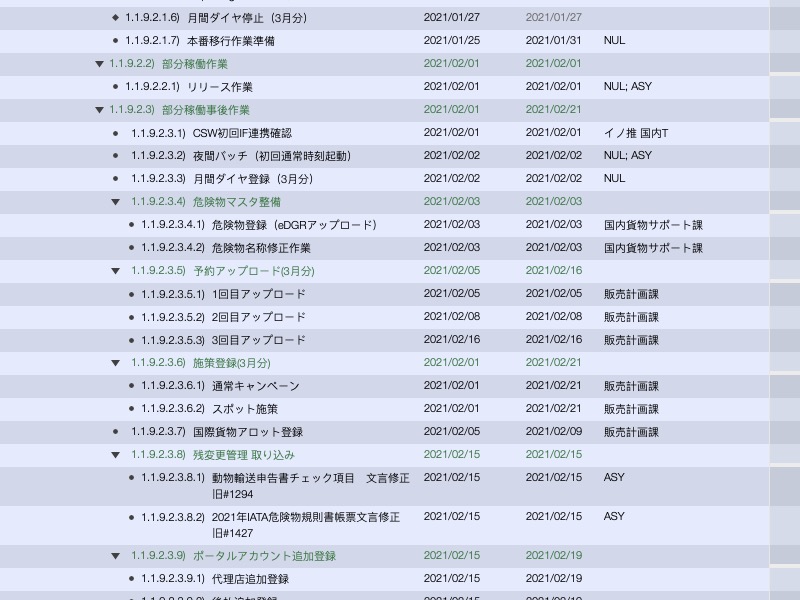 1.1.9.2.1.6) 月間ダイヤ停止（3月分） 2021/01/27 2021/01/27
1.1.9.2.1.7) 本番移行作業準備 2021/01/25 2021/01/31 NUL
1.1.9.2.2) 部分稼働作業 2021/02/01 2021/02/01
1.1.9.2.2.1) リリース作業 2021/02/01 2021/02/01 NUL; ASY
1.1.9.2.3) 部分稼働事後作業 2021/02/01 2021/02/21
1.1.9.2.3.1) CSW初回IF連携確認 2021/02/01 2021/02/01 イノ推 国内T
1.1.9.2.3.2) 夜間バッチ（初回通常時刻起動） 2021/02/02 2021/02/02 NUL; ASY
1.1.9.2.3.3) 月間ダイヤ登録（3月分） 2021/02/02 2021/02/02 NUL
1.1.9.2.3.4) 危険物マスタ整備 2021/02/03 2021/02/03
1.1.9.2.3.4.1) 危険物登録（eDGRアップロード） 2021/02/03 2021/02/03 国内貨物サポート課
1.1.9.2.3.4.2) 危険物名称修正作業 2021/02/03 2021/02/03 国内貨物サポート課
1.1.9.2.3.5) 予約アップロード(3月分) 2021/02/05 2021/02/16
1.1.9.2.3.5.1) 1回目アップロード 2021/02/05 2021/02/05 販売計画課
1.1.9.2.3.5.2) 2回目アップロード 2021/02/08 2021/02/08 販売計画課
1.1.9.2.3.5.3) 3回目アップロード 2021/02/16 2021/02/16 販売計画課
1.1.9.2.3.6) 施策登録(3月分) 2021/02/01 2021/02/21
1.1.9.2.3.6.1) 通常キャンペーン 2021/02/01 2021/02/21 販売計画課
1.1.9.2.3.6.2) スポット施策 2021/02/01 2021/02/21 販売計画課
1.1.9.2.3.7) 国際貨物アロット登録 2021/02/05 2021/02/09 販売計画課
1.1.9.2.3.8) 残変更管理 取り込み 2021/02/15 2021/02/15
1.1.9.2.3.8.1) 動物輸送申告書チェック項目　文言修正 2021/02/15 2021/02/15 ASY
旧#1294
1.1.9.2.3.8.2) 2021年IATA危険物規則書帳票文言修正 2021/02/15 2021/02/15 ASY
旧#1427
1.1.9.2.3.9) ポータルアカウント追加登録 2021/02/15 2021/02/19
1.1.9.2.3.9.1) 代理店追加登録 2021/02/15 2021/02/19